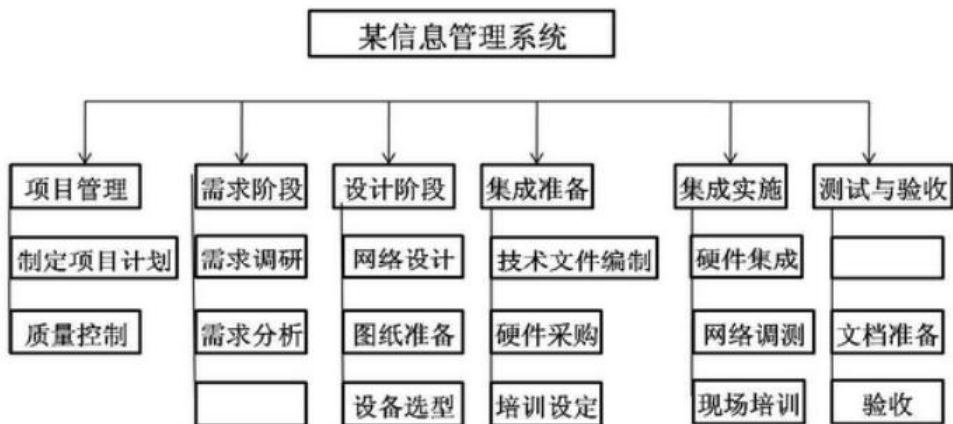 某信息管理系统
项目管理 需求阶段 设计阶段 集成准备 集成实施 测试与验收
制定项目计划 需求调研 网络设计 技术文件编制 硬件集成
质量控制 需求分析 图纸准备 硬件采购 网络调测 文档准备
设备选型 培训设定 现场培训 验收